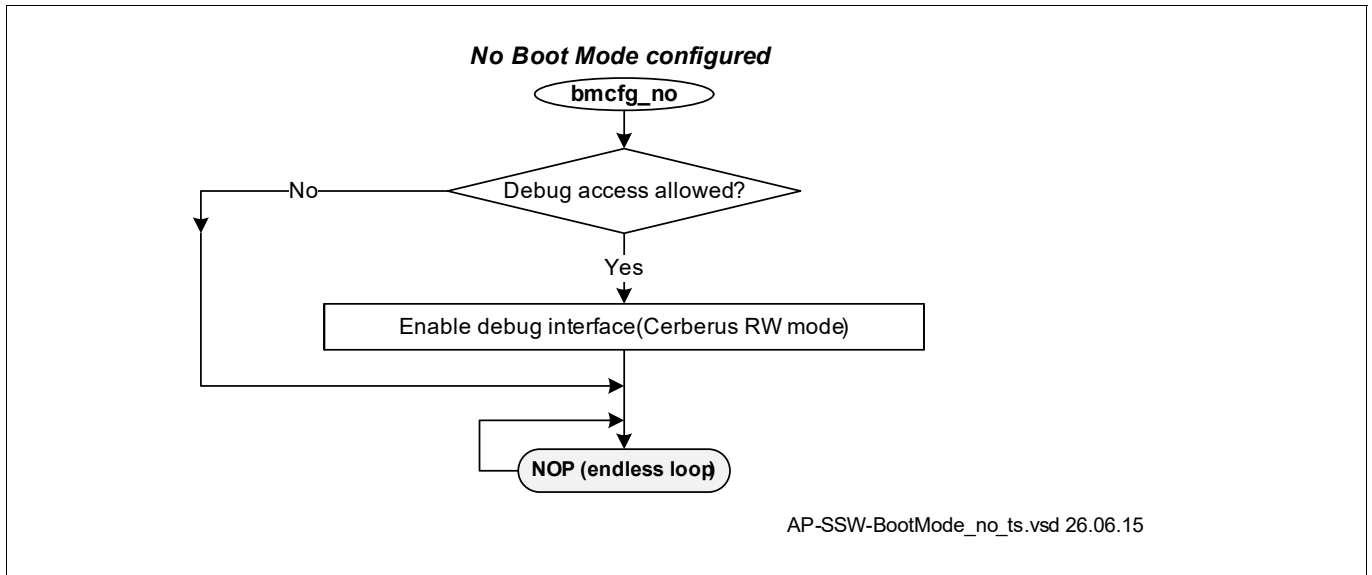 No Boot Mode configured
bmcfg_no
Debug access allowed?
No
Yes
Enable debug interface(Cerberus RW mode)
NOP (endless loop)
AP-SSW-BootMode_no_ts.vsd 26.06.15